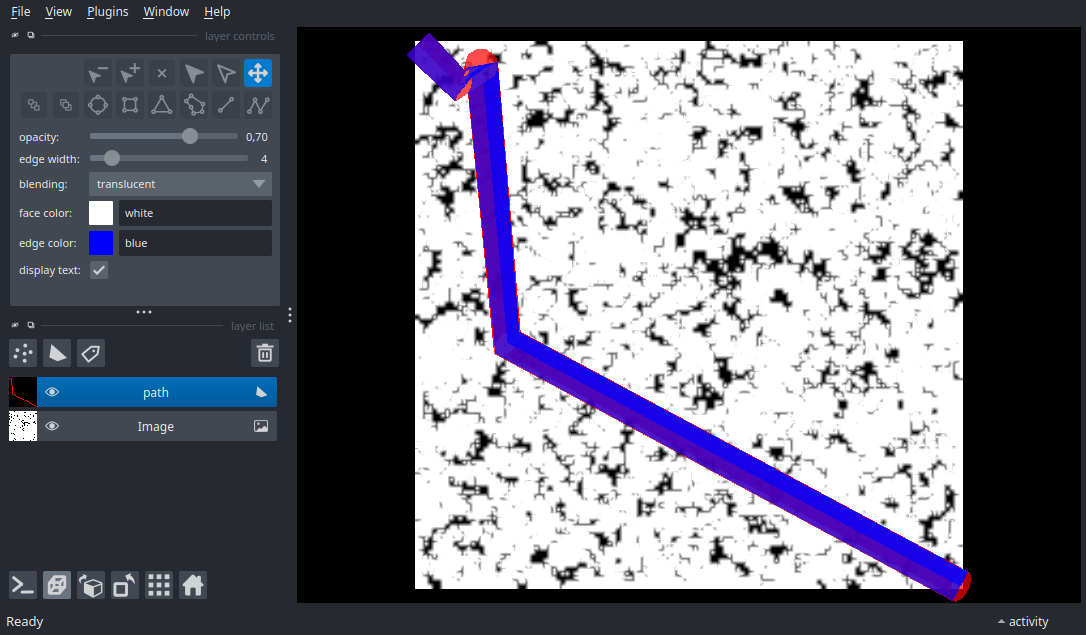 File View Plugins Window Help
layer controls
opacity: 0,70
edge width: 4
blending: translucent
face color: white
edge color: blue
display text:
layer list
path
Image
Ready activity